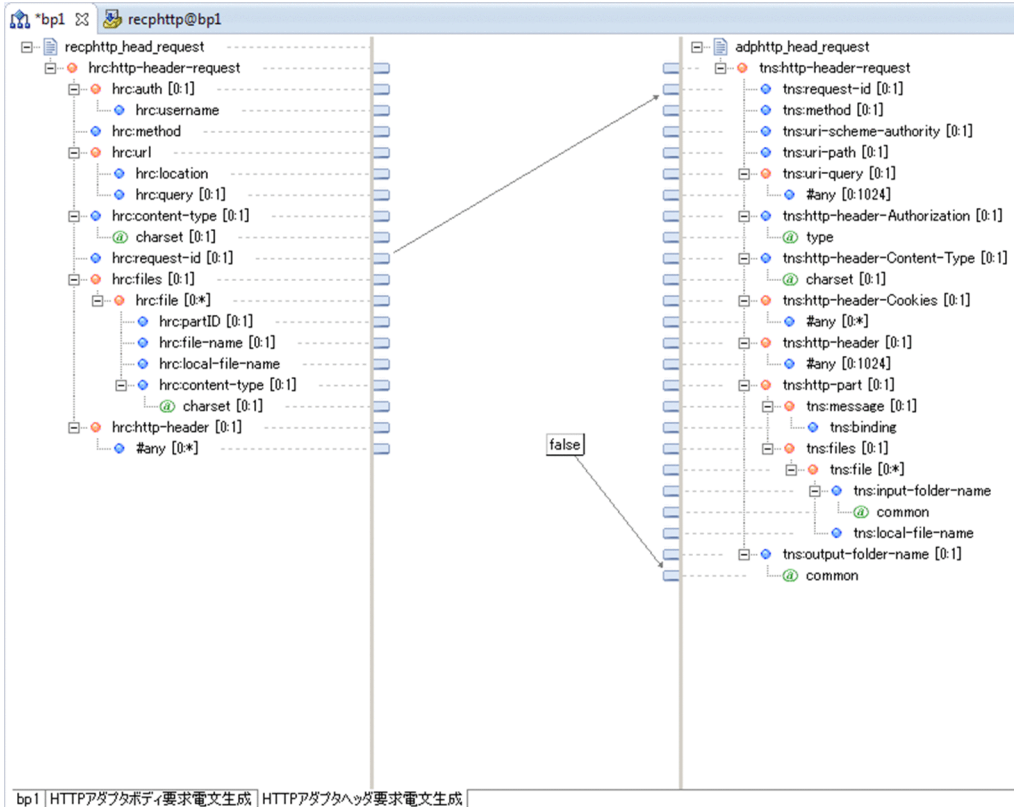 *bp1
recphttp@bp1
recphttp_head_request
hrc:http-header-request
hrc:auth [0:1]
hrc:username
hrc:method
hrc:url
hrc:location
hrc:query [0:1]
hrc:content-type [0:1]
charset [0:1]
hrc:request-id [0:1]
hrc:files [0:1]
hrc:file [0:*]
hrc:partID [0:1]
hrc:file-name [0:1]
hrc:local-file-name
hrc:content-type [0:1]
charset [0:1]
hrc:http-header [0:1]
#any [0:*]
false
adphttp_head_request
tns:http-header-request
tns:request-id [0:1]
tns:method [0:1]
tns:uri-scheme-authority [0:1]
tns:uri-path [0:1]
tns:uri-query [0:1]
#any [0:1024]
tns:http-header-Authorization [0:1]
type
tns:http-header-Content-Type [0:1]
charset [0:1]
tns:http-header-Cookies [0:1]
#any [0:*]
tns:http-header [0:1]
#any [0:1024]
tns:http-part [0:1]
tns:message [0:1]
tns:binding
tns:files [0:1]
tns:file [0:*]
tns:input-folder-name
common
tns:local-file-name
tns:output-folder-name [0:1]
common
bp1 HTTPアダプタボディ要求電文生成 HTTPアダプタヘッダ要求電文生成